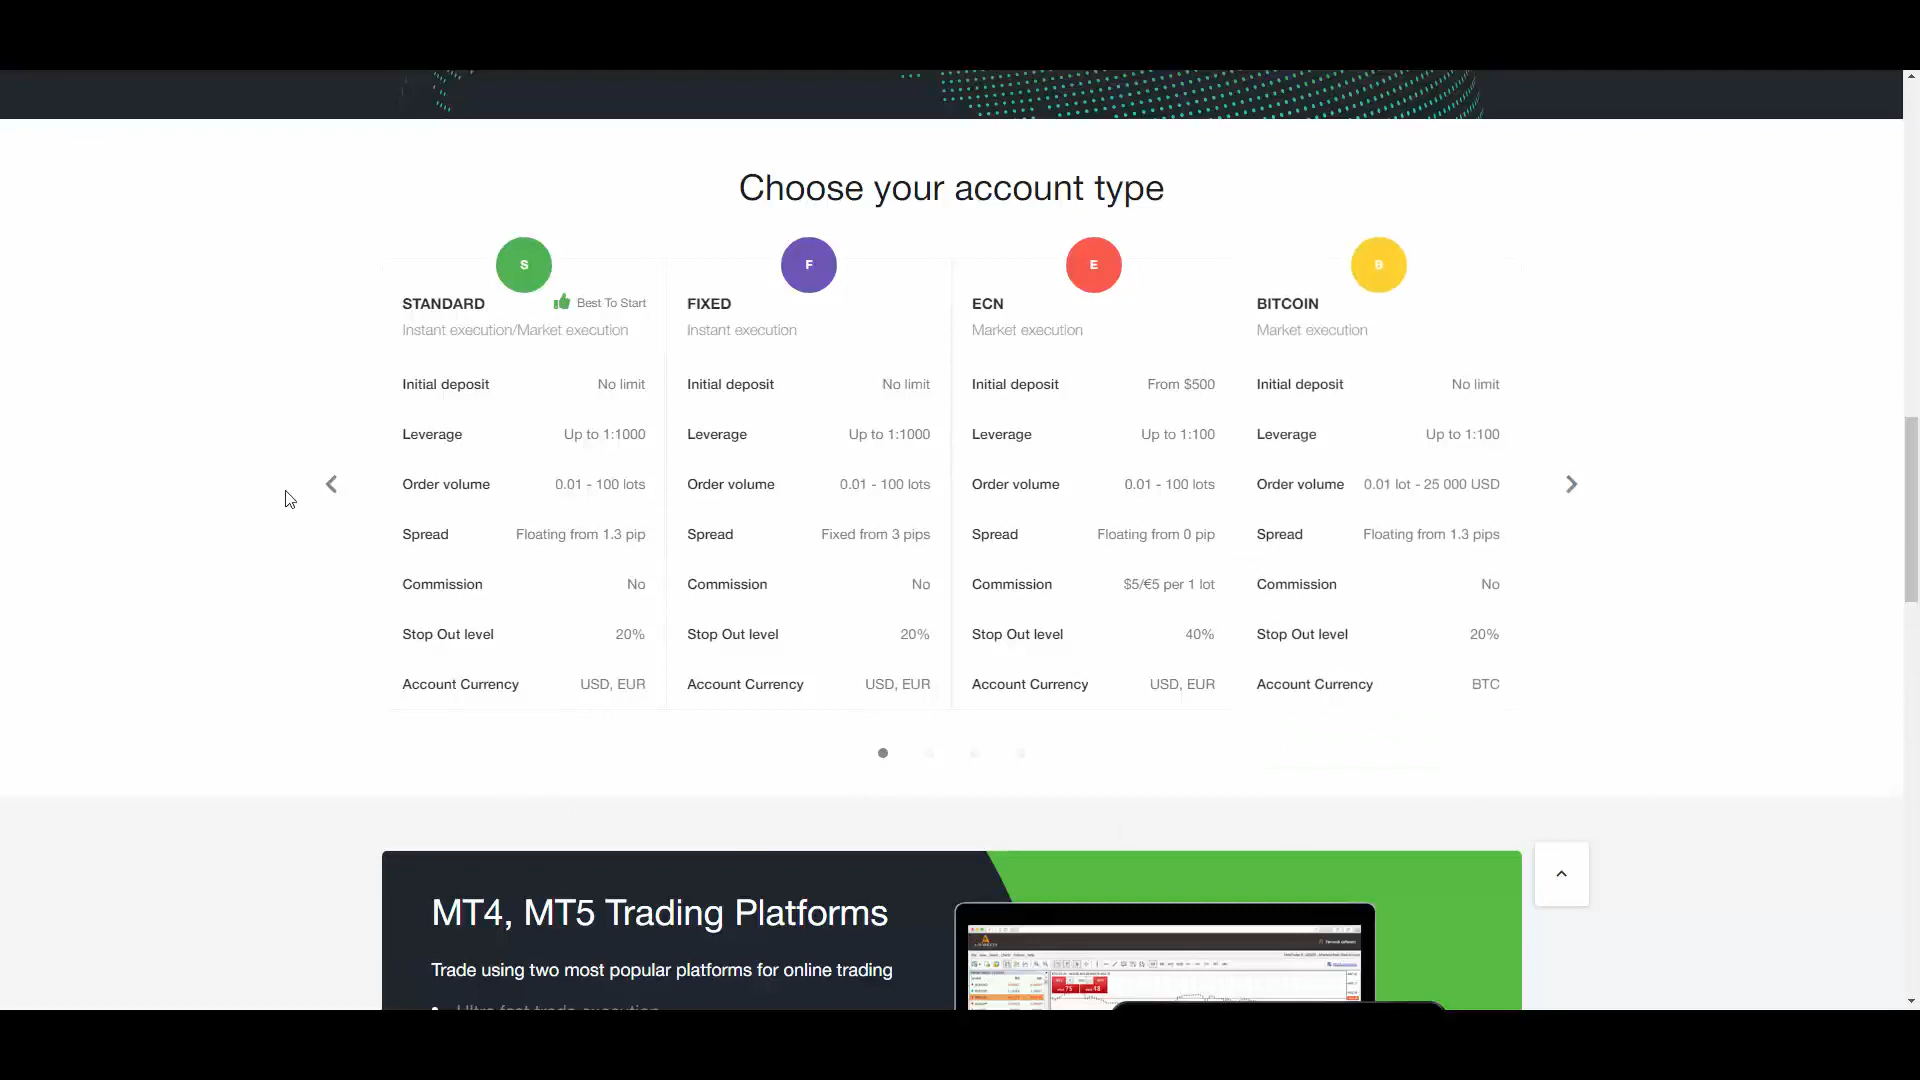 Choose your account type
S
STANDARD Best To Start
Instant execution/Market execution
Initial deposit No limit
Leverage Up to 1:1000
Order volume 0.01 - 100 lots
Spread Floating from 1.3 pip
Commission No
Stop Out level 20%
Account Currency USD, EUR
F
FIXED
Instant execution
Initial deposit No limit
Leverage Up to 1:1000
Order volume 0.01 - 100 lots
Spread Fixed from 3 pips
Commission No
Stop Out level 20%
Account Currency USD, EUR
E
ECN
Market execution
Initial deposit From $500
Leverage Up to 1:100
Order volume 0.01 - 100 lots
Spread Floating from 0 pip
Commission $5/€5 per 1 lot
Stop Out level 40%
Account Currency USD, EUR
B
BITCOIN
Market execution
Initial deposit No limit
Leverage Up to 1:100
Order volume 0.01 lot - 25 000 USD
Spread Floating from 1.3 pips
Commission No
Stop Out level 20%
Account Currency BTC
MT4, MT5 Trading Platforms
Trade using two most popular platforms for online trading
Ultra fast trade execution
75 48